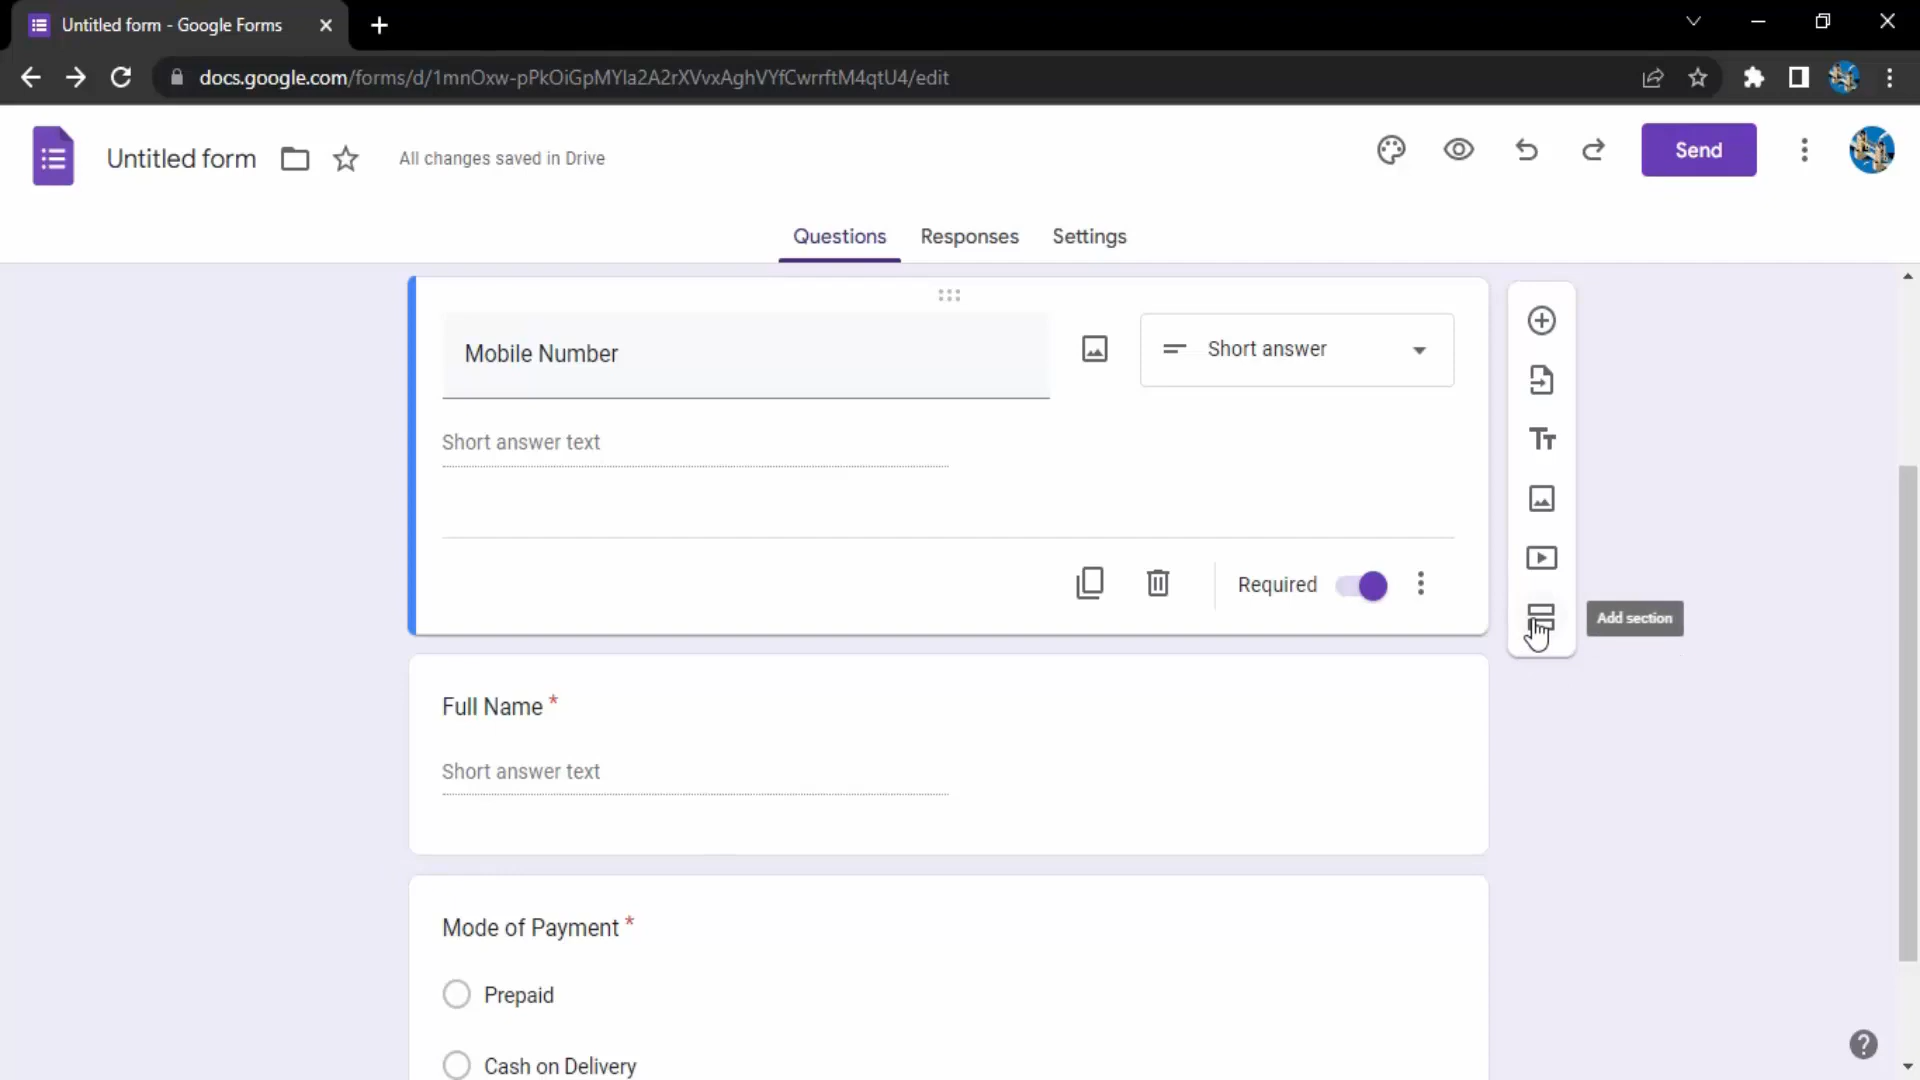 Untitled form - Google Forms
docs.google.com/forms/d/1mnOxw-pPkOiGpMYla2A2rXVvxAghVYfCwrrftM4qtU4/edit
Untitled form
All changes saved in Drive
Send
Questions
Responses
Settings
Mobile Number
Short answer
Short answer text
Required
Add section
Full Name *
Short answer text
Mode of Payment *
Prepaid
Cash on Delivery